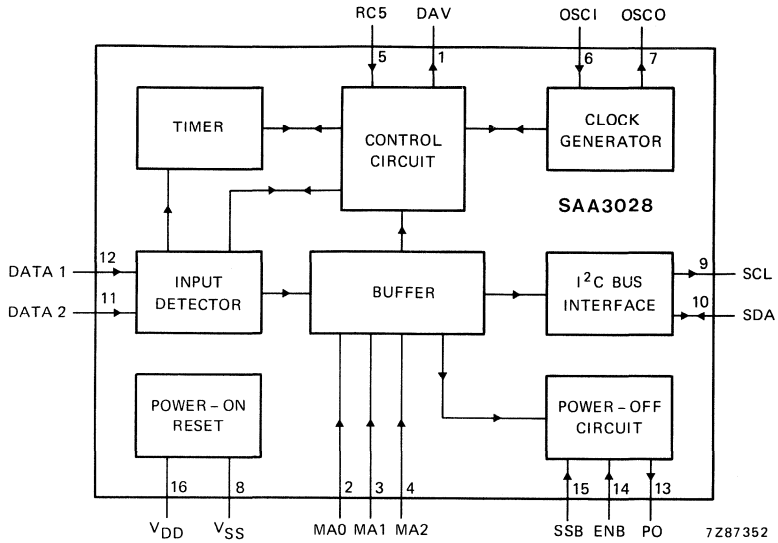 RC5 DAV OSCI OSCO
5 1 6 7
TIMER
CONTROL
CIRCUIT
CLOCK
GENERATOR
SAA3028
DATA 1
12
DATA 2
11
INPUT
DETECTOR
BUFFER
I²C BUS
INTERFACE
9
SCL
10
SDA
POWER – ON
RESET
POWER – OFF
CIRCUIT
16 8 2 3 4 15 14 13
VDD VSS MA0 MA1 MA2 SSB ENB PO
7Z87352